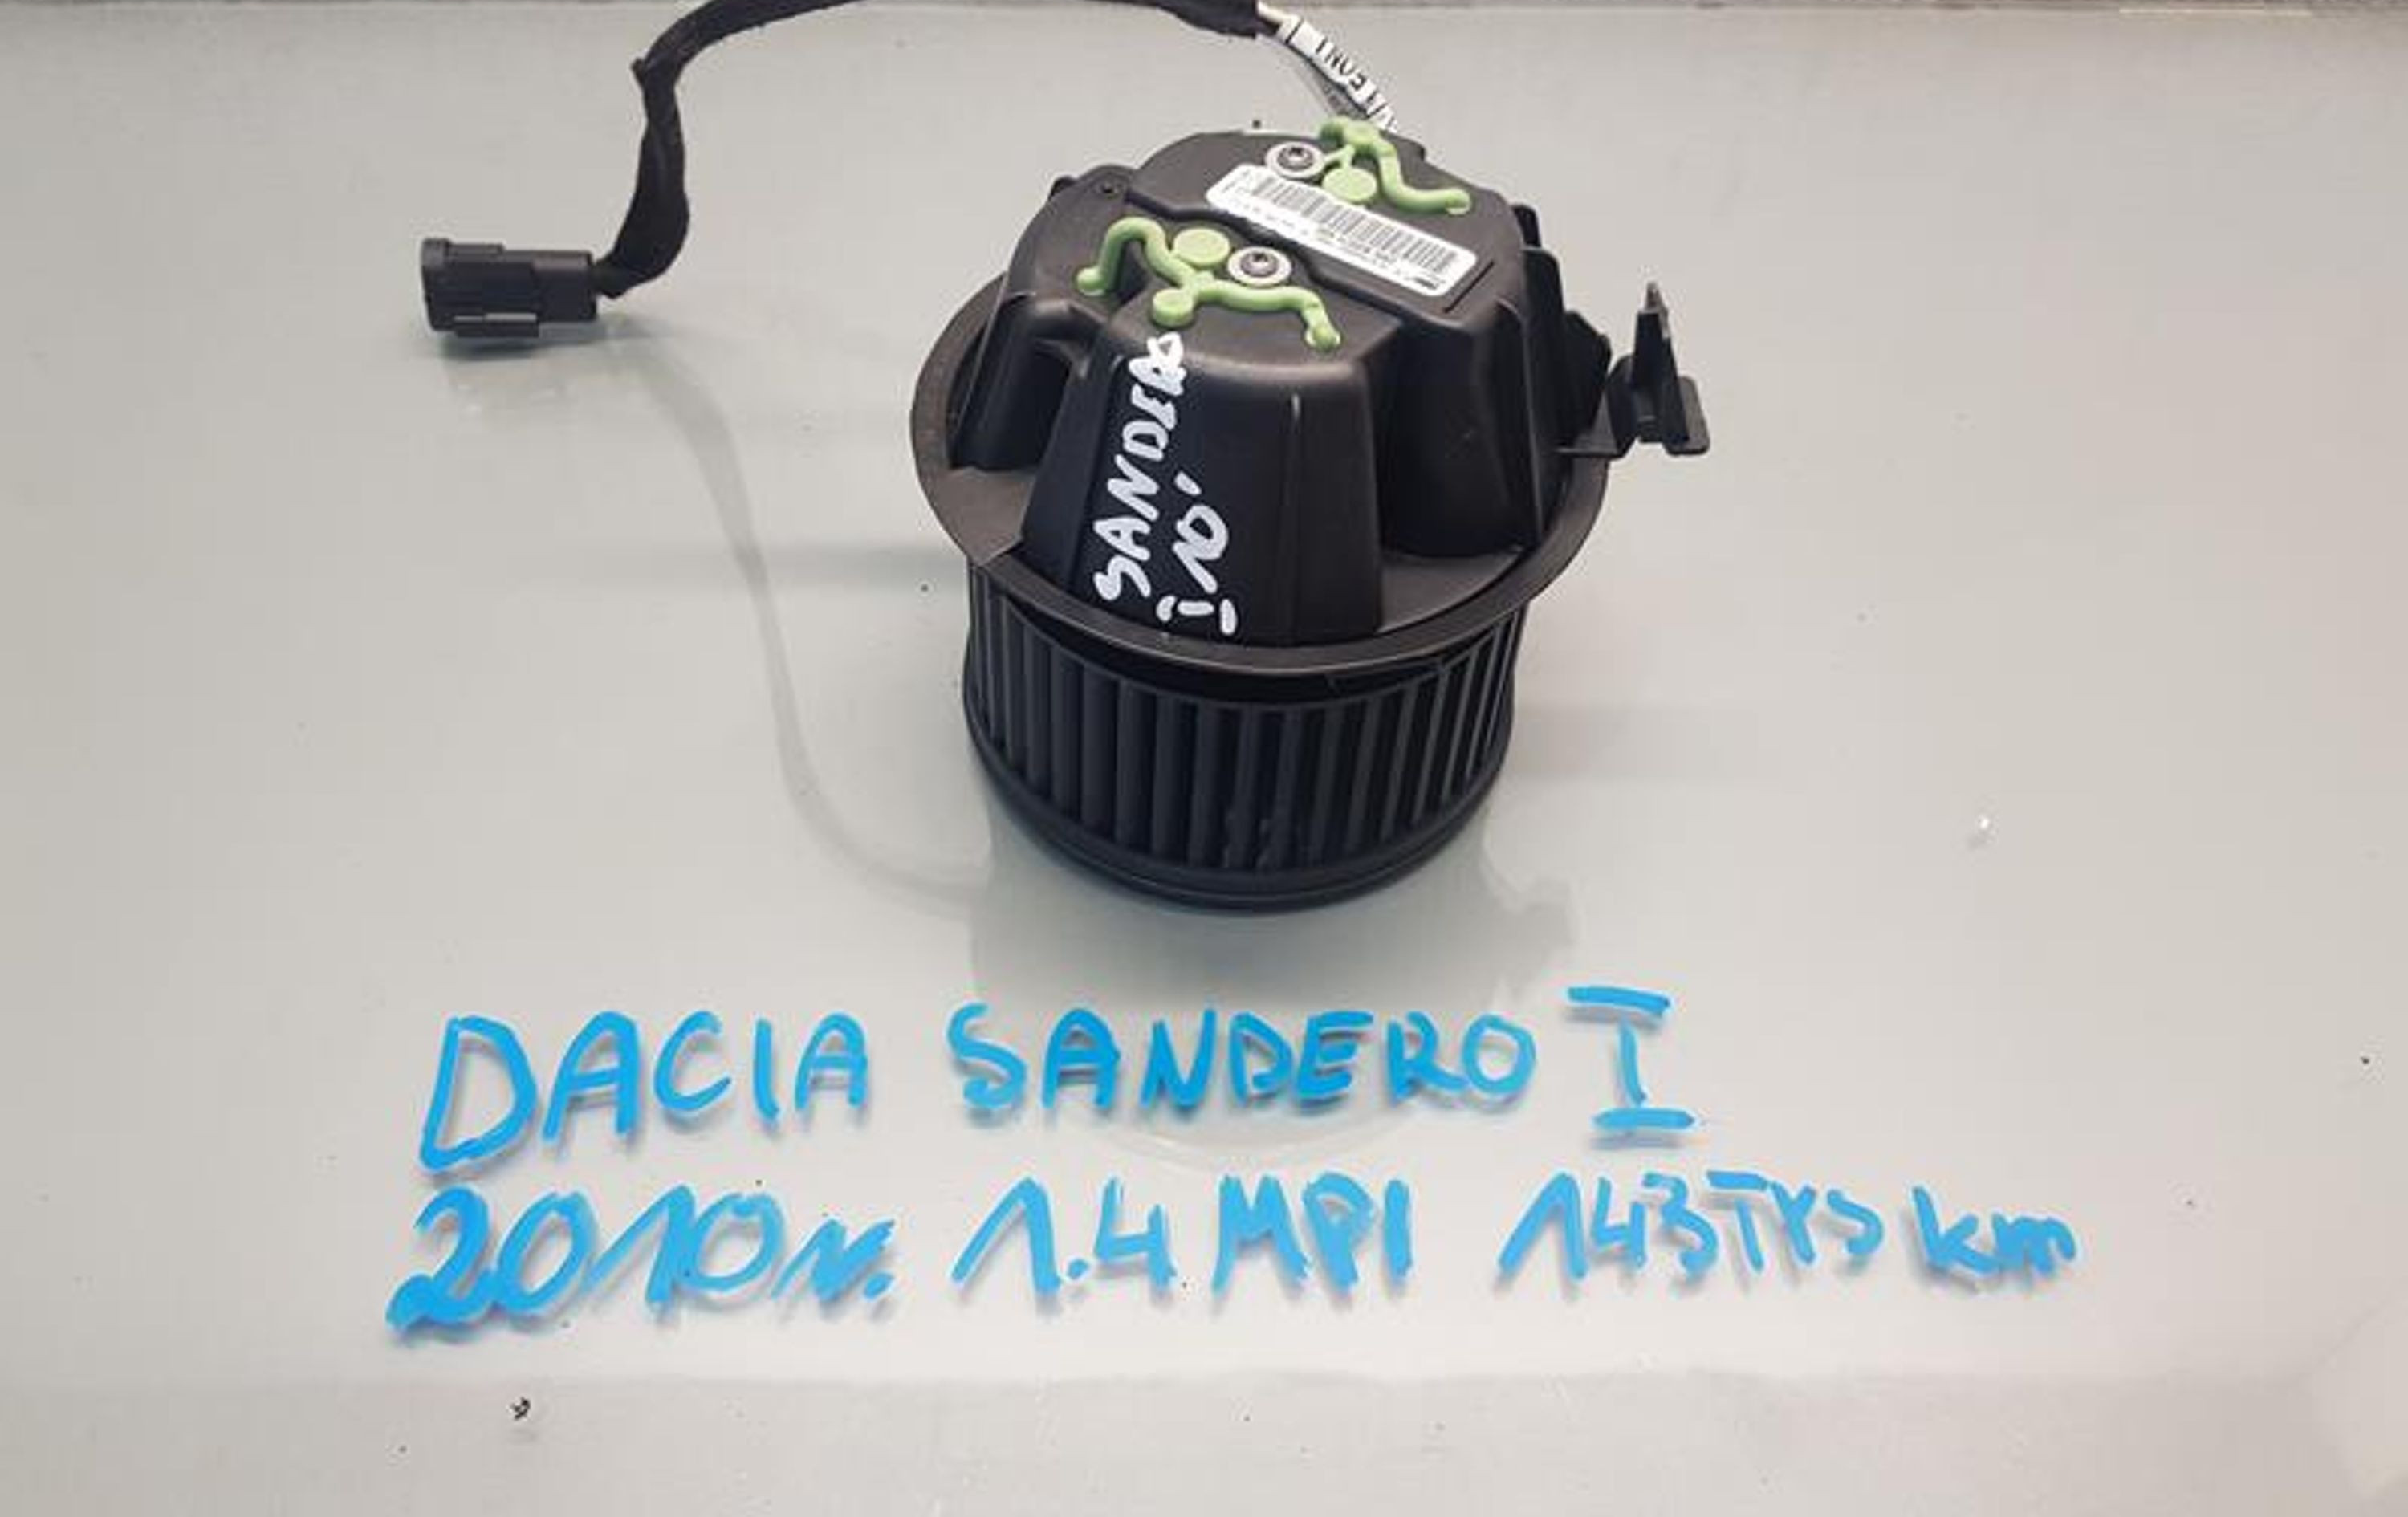 SANDERO
I 10'
DACIA SANDERO I
2010r. 1.4 MPI 143TYS km